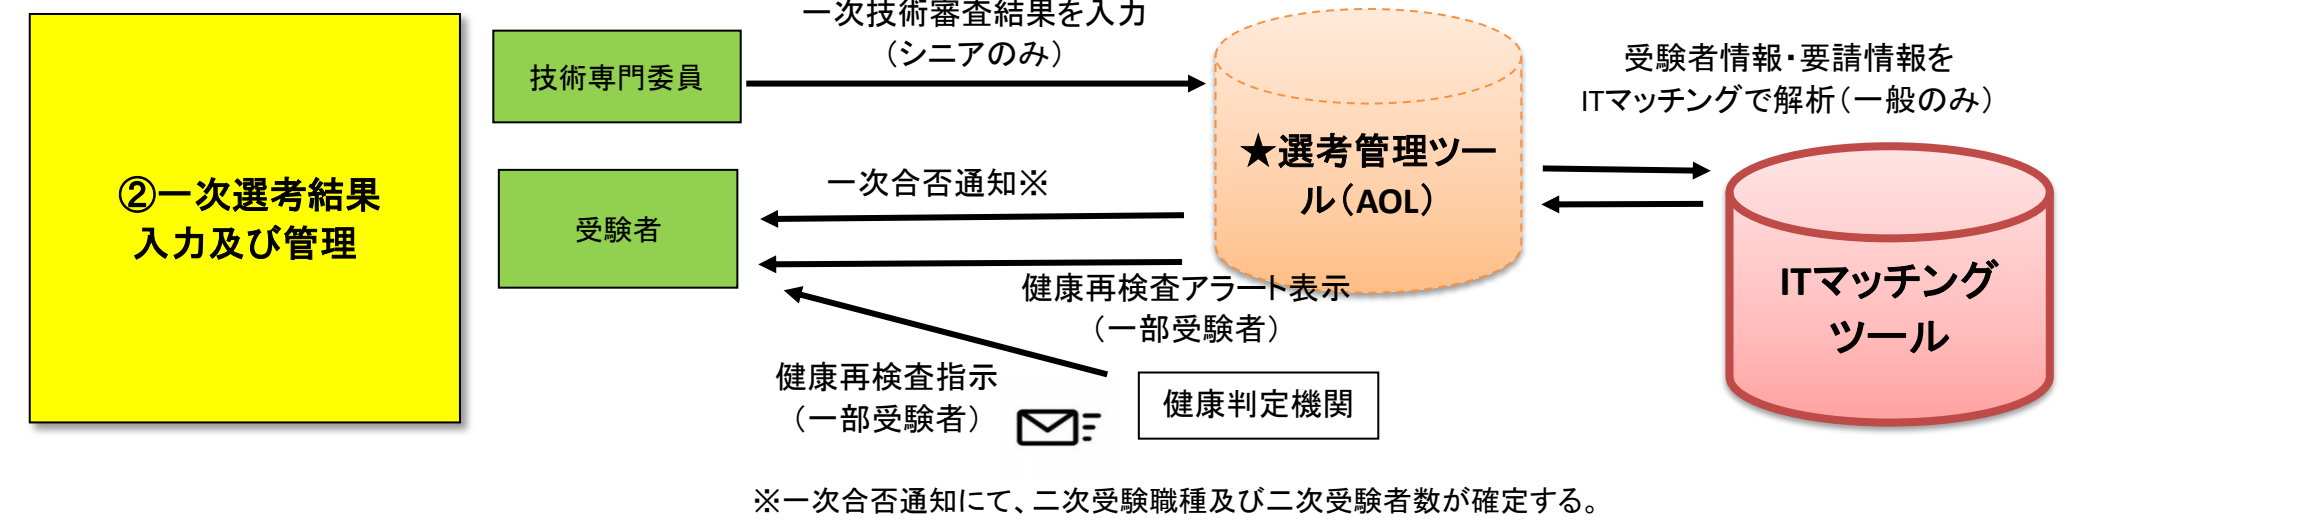 ②一次選考結果
入力及び管理
技術専門委員
一次技術審査結果を入力
（シニアのみ）
受験者
一次合否通知※
★選考管理ツー
ル（AOL）
受験者情報・要請情報を
ITマッチングで解析（一般のみ）
ITマッチング
ツール
健康再検査アラート表示
（一部受験者）
健康再検査指示
（一部受験者）
健康判定機関
※一次合否通知にて、二次受験職種及び二次受験者数が確定する。